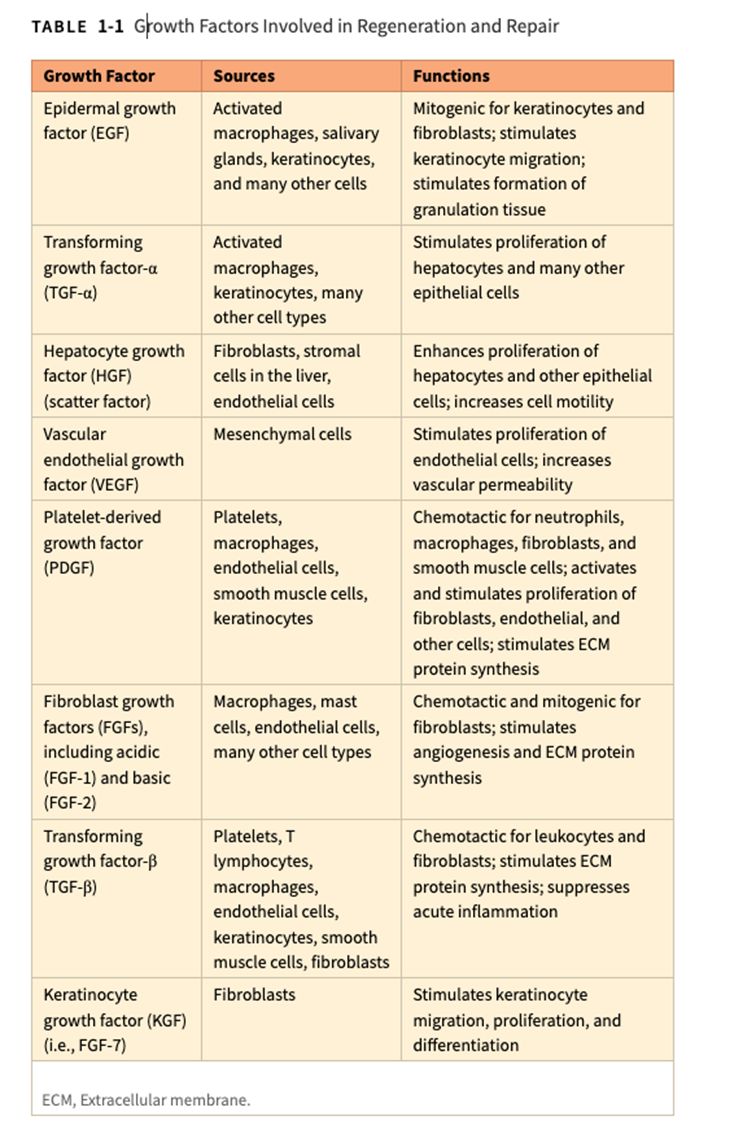 TABLE 1-1 Growth Factors Involved in Regeneration and Repair
Growth Factor Sources Functions
Epidermal growth
factor (EGF)
Activated
macrophages, salivary
glands, keratinocytes,
and many other cells
Mitogenic for keratinocytes and
fibroblasts; stimulates
keratinocyte migration;
stimulates formation of
granulation tissue
Transforming
growth factor-α
(TGF-α)
Activated
macrophages,
keratinocytes, many
other cell types
Stimulates proliferation of
hepatocytes and many other
epithelial cells
Hepatocyte growth
factor (HGF)
(scatter factor)
Fibroblasts, stromal
cells in the liver,
endothelial cells
Enhances proliferation of
hepatocytes and other epithelial
cells; increases cell motility
Vascular
endothelial growth
factor (VEGF)
Mesenchymal cells
Stimulates proliferation of
endothelial cells; increases
vascular permeability
Platelet-derived
growth factor
(PDGF)
Platelets,
macrophages,
endothelial cells,
smooth muscle cells,
keratinocytes
Chemotactic for neutrophils,
macrophages, fibroblasts, and
smooth muscle cells; activates
and stimulates proliferation of
fibroblasts, endothelial, and
other cells; stimulates ECM
protein synthesis
Fibroblast growth
factors (FGFs),
including acidic
(FGF-1) and basic
(FGF-2)
Macrophages, mast
cells, endothelial cells,
many other cell types
Chemotactic and mitogenic for
fibroblasts; stimulates
angiogenesis and ECM protein
synthesis
Transforming
growth factor-β
(TGF-β)
Platelets, T
lymphocytes,
macrophages,
endothelial cells,
keratinocytes, smooth
muscle cells, fibroblasts
Chemotactic for leukocytes and
fibroblasts; stimulates ECM
protein synthesis; suppresses
acute inflammation
Keratinocyte
growth factor (KGF)
(i.e., FGF-7)
Fibroblasts
Stimulates keratinocyte
migration, proliferation, and
differentiation
ECM, Extracellular membrane.